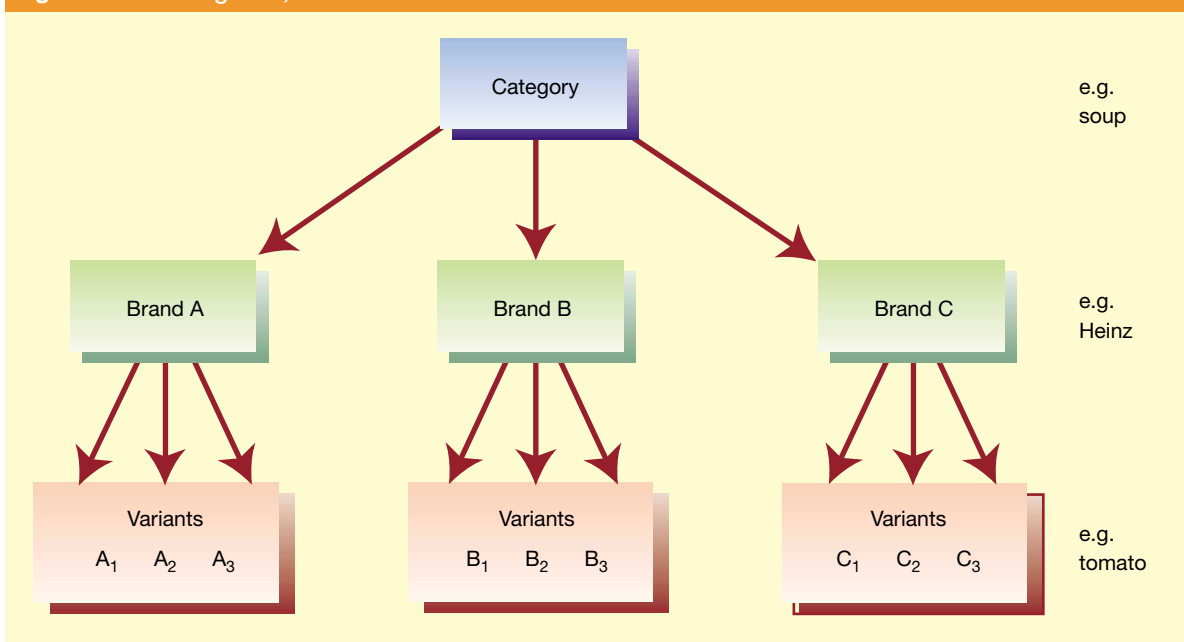 Category
e.g.
soup
Brand A
Brand B
Brand C
e.g.
Heinz
Variants
A₁ A₂ A₃
Variants
B₁ B₂ B₃
Variants
C₁ C₂ C₃
e.g.
tomato